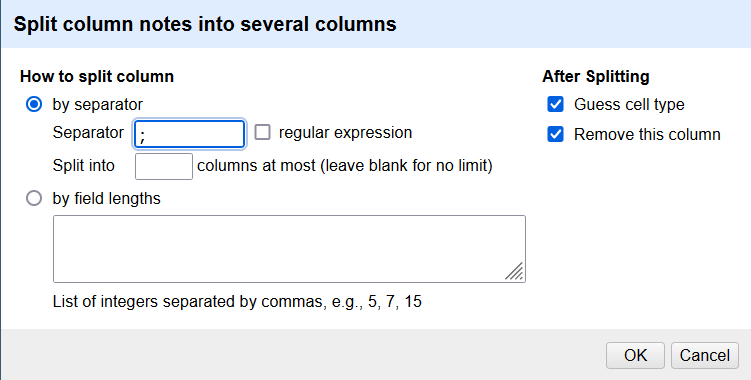 Split column notes into several columns
How to split column
by separator
Separator ; regular expression
Split into columns at most (leave blank for no limit)
by field lengths
List of integers separated by commas, e.g., 5, 7, 15
After Splitting
Guess cell type
Remove this column
OK Cancel